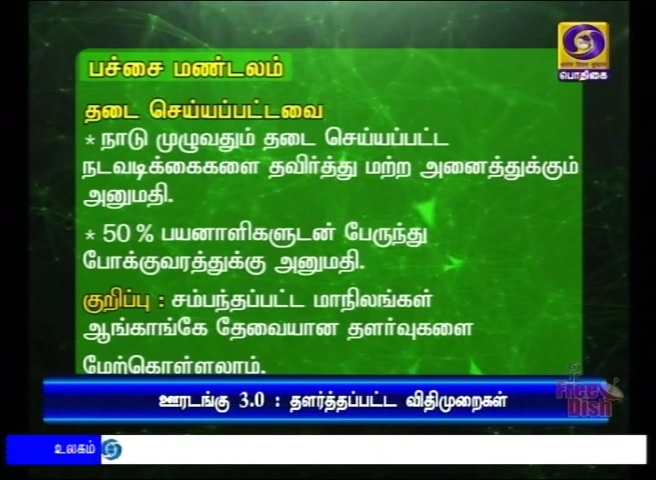 பச்சை மண்டலம்
பொதிகை
தடை செய்யப்பட்டவை
* நாடு முழுவதும் தடை செய்யப்பட்ட
நடவடிக்கைகளை தவிர்த்து மற்ற அனைத்துக்கும்
அனுமதி.
* 50 % பயனாளிகளுடன் பேருந்து
போக்குவரத்துக்கு அனுமதி.
குறிப்பு : சம்பந்தப்பட்ட மாநிலங்கள்
ஆங்காங்கே தேவையான தளர்வுகளை
மேற்கொள்ளலாம்.
Free Dish
ஊரடங்கு 3.0 : தளர்த்தப்பட்ட விதிமுறைகள்
உலகம்